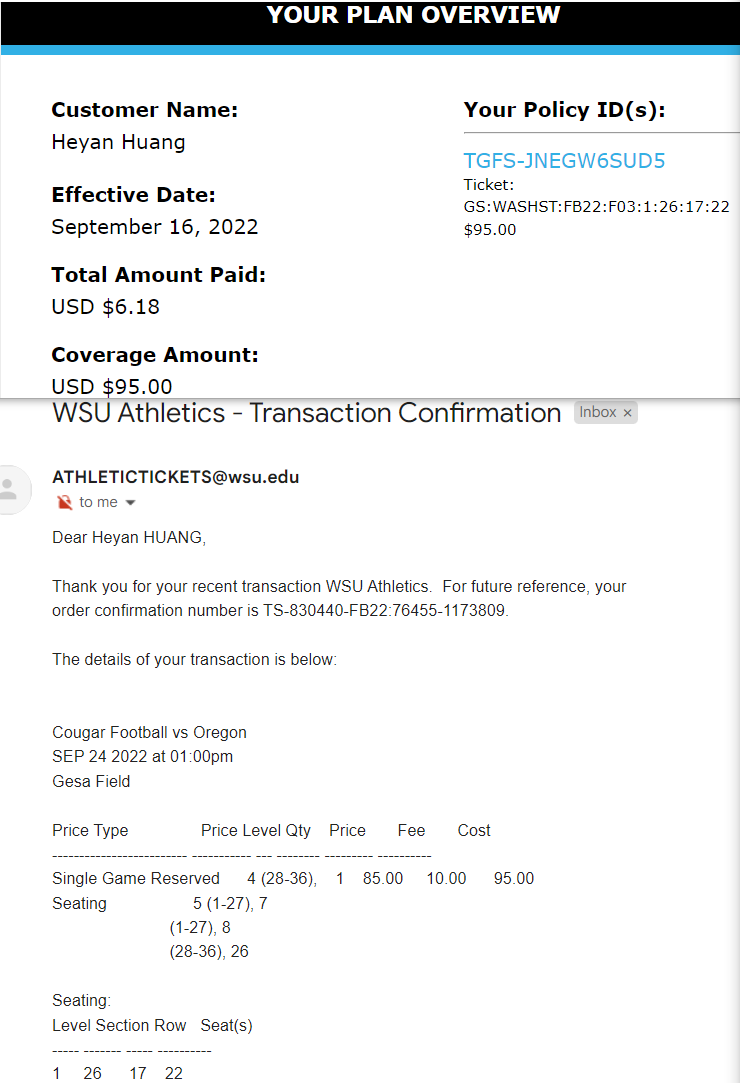 YOUR PLAN OVERVIEW
Customer Name:
Heyan Huang
Effective Date:
September 16, 2022
Total Amount Paid:
USD $6.18
Coverage Amount:
USD $95.00
Your Policy ID(s):
TGFS-JNEGW6SUD5
Ticket:
GS:WASHST:FB22:F03:1:26:17:22
$95.00
WSU Athletics - Transaction Confirmation Inbox ×
ATHLETICTICKETS@wsu.edu
to me
Dear Heyan HUANG,
Thank you for your recent transaction WSU Athletics.  For future reference, your
order confirmation number is TS-830440-FB22:76455-1173809.
The details of your transaction is below:
Cougar Football vs Oregon
SEP 24 2022 at 01:00pm
Gesa Field
Price Type Price Level Qty Price Fee Cost
------------------------- ----------- --- -------- --------- ----------
Single Game Reserved 4 (28-36), 1 85.00 10.00 95.00
Seating 5 (1-27), 7
(1-27), 8
(28-36), 26
Seating:
Level Section Row Seat(s)
----- ------- ----- ----------
1 26 17 22